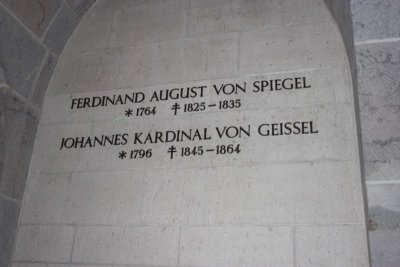 FERDINAND AUGUST VON SPIEGEL
* 1764 ‡ 1825 – 1835
JOHANNES KARDINAL VON GEISSEL
* 1796 ‡ 1845 – 1864